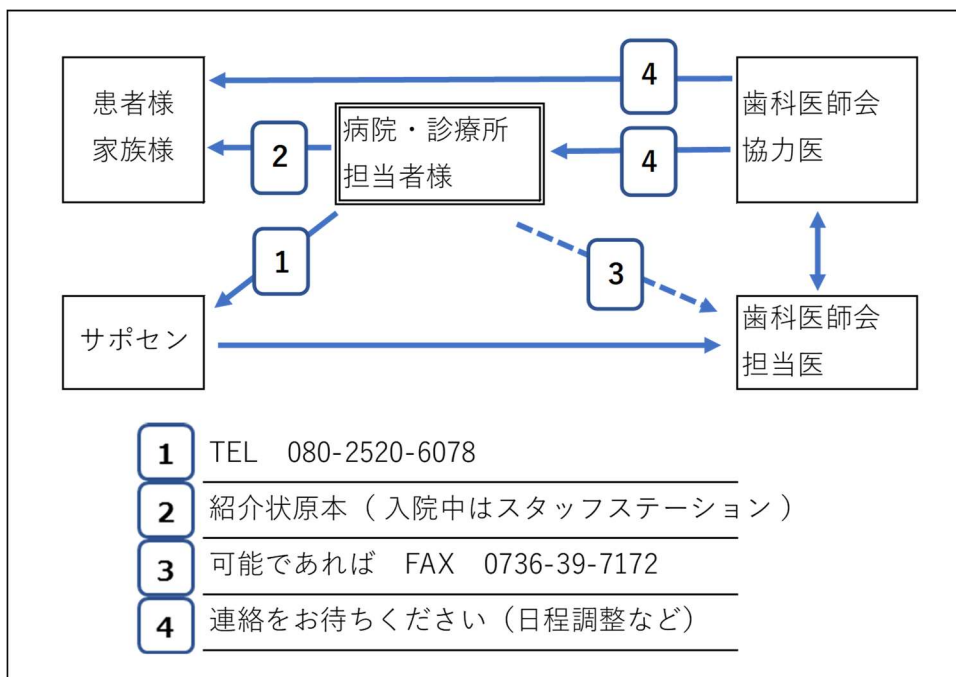 4
患者様
家族様
2
病院・診療所
担当者様
4
歯科医師会
協力医
1
3
サポセン
歯科医師会
担当医
1 TEL 080-2520-6078
2 紹介状原本（ 入院中はスタッフステーション ）
3 可能であれば FAX 0736-39-7172
4 連絡をお待ちください（日程調整など）